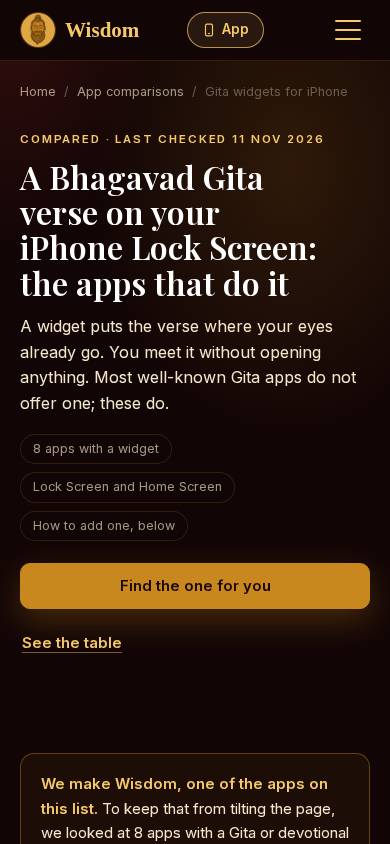 Wisdom
App
Home / App comparisons / Gita widgets for iPhone
COMPARED · LAST CHECKED 11 NOV 2026
A Bhagavad Gita
verse on your
iPhone Lock Screen:
the apps that do it
A widget puts the verse where your eyes
already go. You meet it without opening
anything. Most well-known Gita apps do not
offer one; these do.
8 apps with a widget
Lock Screen and Home Screen
How to add one, below
Find the one for you
See the table
We make Wisdom, one of the apps on
this list. To keep that from tilting the page,
we looked at 8 apps with a Gita or devotional